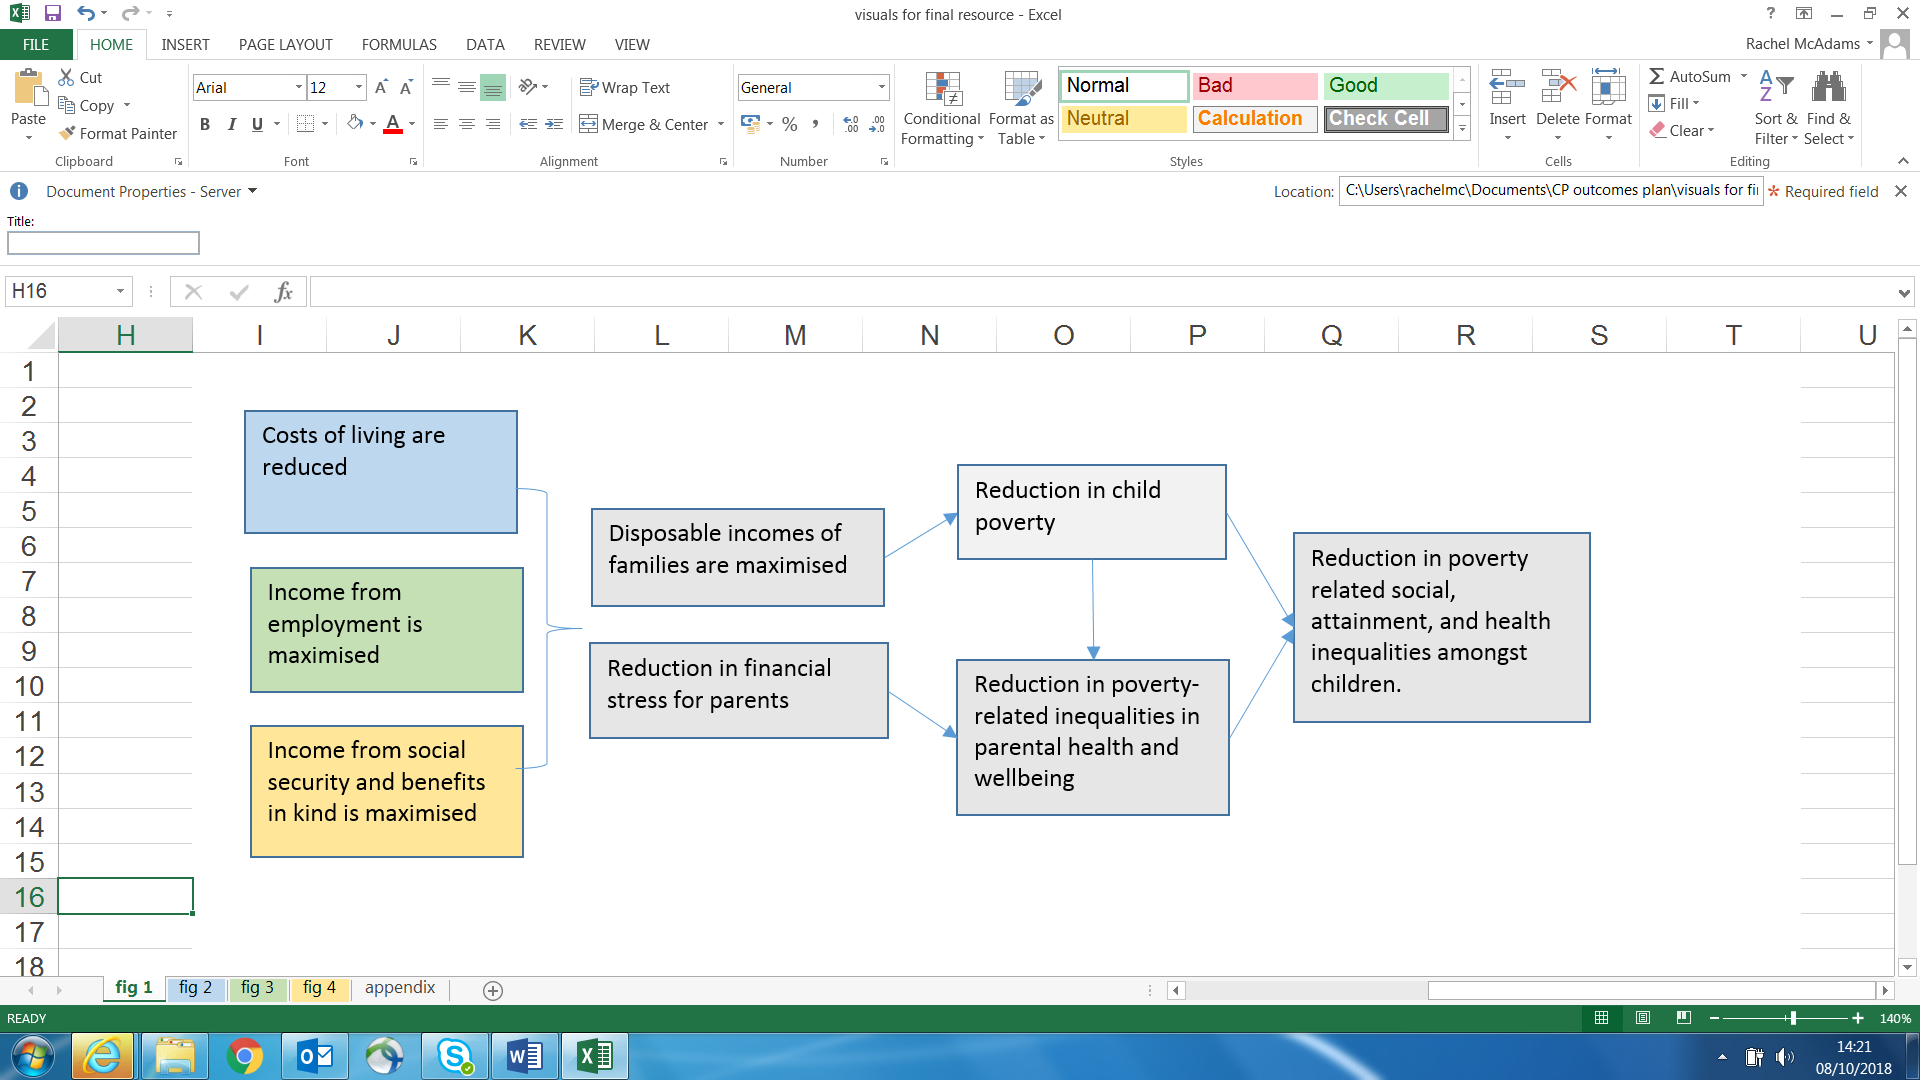 visuals for final resource - Excel
?
FILE
HOME
INSERT
PAGE LAYOUT
FORMULAS
DATA
REVIEW
VIEW
Rachel McAdams
Paste
Cut
Copy
Format Painter
Clipboard
Arial
12
B I U
Font
Wrap Text
Merge & Center
Alignment
General
%
Number
Conditional
Formatting
Format as
Table
Normal
Bad
Good
Neutral
Calculation
Check Cell
Styles
Insert
Delete
Format
Cells
AutoSum
Fill
Clear
Sort &
Filter
Find &
Select
Editing
Document Properties - Server
Location:
C:\Users\rachelmc\Documents\CP outcomes plan\visuals for fi
* Required field
Title:
H16
fx
H I J K L M N O P Q R S T U
1
2
3
4
5
6
7
8
9
10
11
12
13
14
15
16
17
18
Costs of living are
reduced
Income from
employment is
maximised
Income from social
security and benefits
in kind is maximised
Disposable incomes of
families are maximised
Reduction in financial
stress for parents
Reduction in child
poverty
Reduction in poverty-
related inequalities in
parental health and
wellbeing
Reduction in poverty
related social,
attainment, and health
inequalities amongst
children.
fig 1
fig 2
fig 3
fig 4
appendix
READY
140%
14:21
08/10/2018